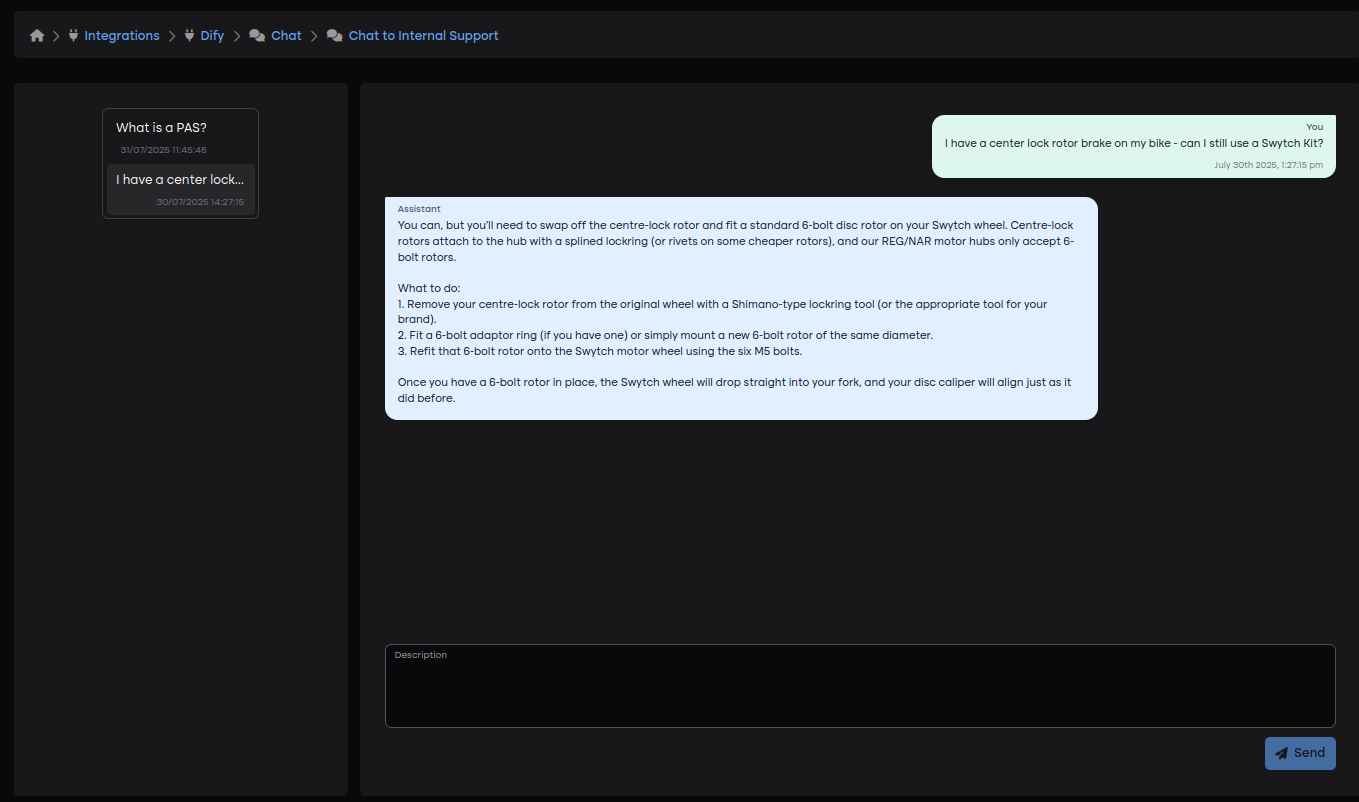 Integrations Dify Chat Chat to Internal Support
What is a PAS?
31/07/2025 11:45:46
I have a center lock...
30/07/2025 14:27:15
You
I have a center lock rotor brake on my bike - can I still use a Swytch Kit?
July 30th 2025, 1:27:15 pm
Assistant
You can, but you'll need to swap off the centre-lock rotor and fit a standard 6-bolt disc rotor on your Swytch wheel. Centre-lock
rotors attach to the hub with a splined lockring (or rivets on some cheaper rotors), and our REG/NAR motor hubs only accept 6-
bolt rotors.
What to do:
1. Remove your centre-lock rotor from the original wheel with a Shimano-type lockring tool (or the appropriate tool for your
brand).
2. Fit a 6-bolt adaptor ring (if you have one) or simply mount a new 6-bolt rotor of the same diameter.
3. Refit that 6-bolt rotor onto the Swytch motor wheel using the six M5 bolts.
Once you have a 6-bolt rotor in place, the Swytch wheel will drop straight into your fork, and your disc caliper will align just as it
did before.
Description
Send